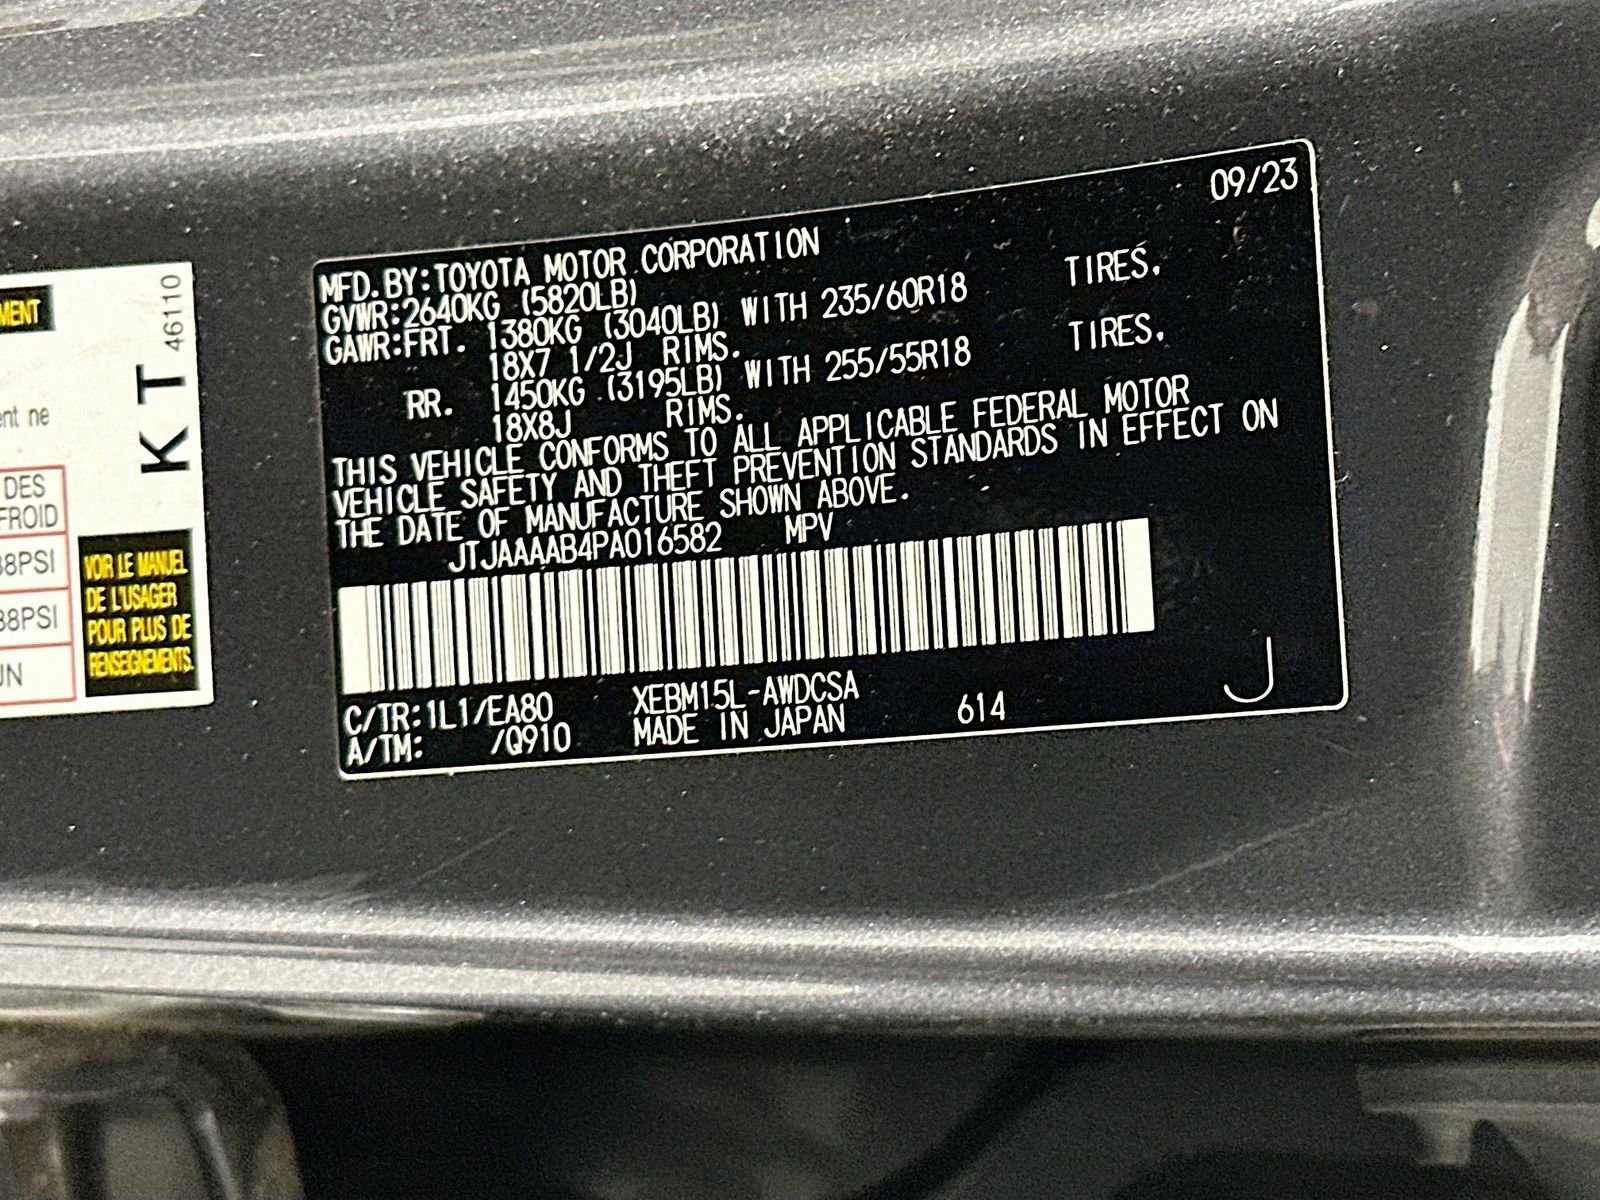 MENT
ent ne
DES
FROID
38PSI
38PSI
UN
46110
K T
VOIR LE MANUEL
DE L'USAGER
POUR PLUS DE
RENSEIGNEMENTS.
09/23
MFD.BY:TOYOTA MOTOR CORPORATION
GVWR:2640KG (5820LB)
GAWR:FRT. 1380KG (3040LB) WITH 235/60R18 TIRES.
18X7 1/2J RIMS.
RR. 1450KG (3195LB) WITH 255/55R18 TIRES.
18X8J RIMS.
THIS VEHICLE CONFORMS TO ALL APPLICABLE FEDERAL MOTOR
VEHICLE SAFETY AND THEFT PREVENTION STANDARDS IN EFFECT ON
THE DATE OF MANUFACTURE SHOWN ABOVE.
JTJAAAAB4PA016582 MPV
C/TR:1L1/EA80 XEBM15L-AWDCSA
A/TM: /Q910 MADE IN JAPAN 614
J